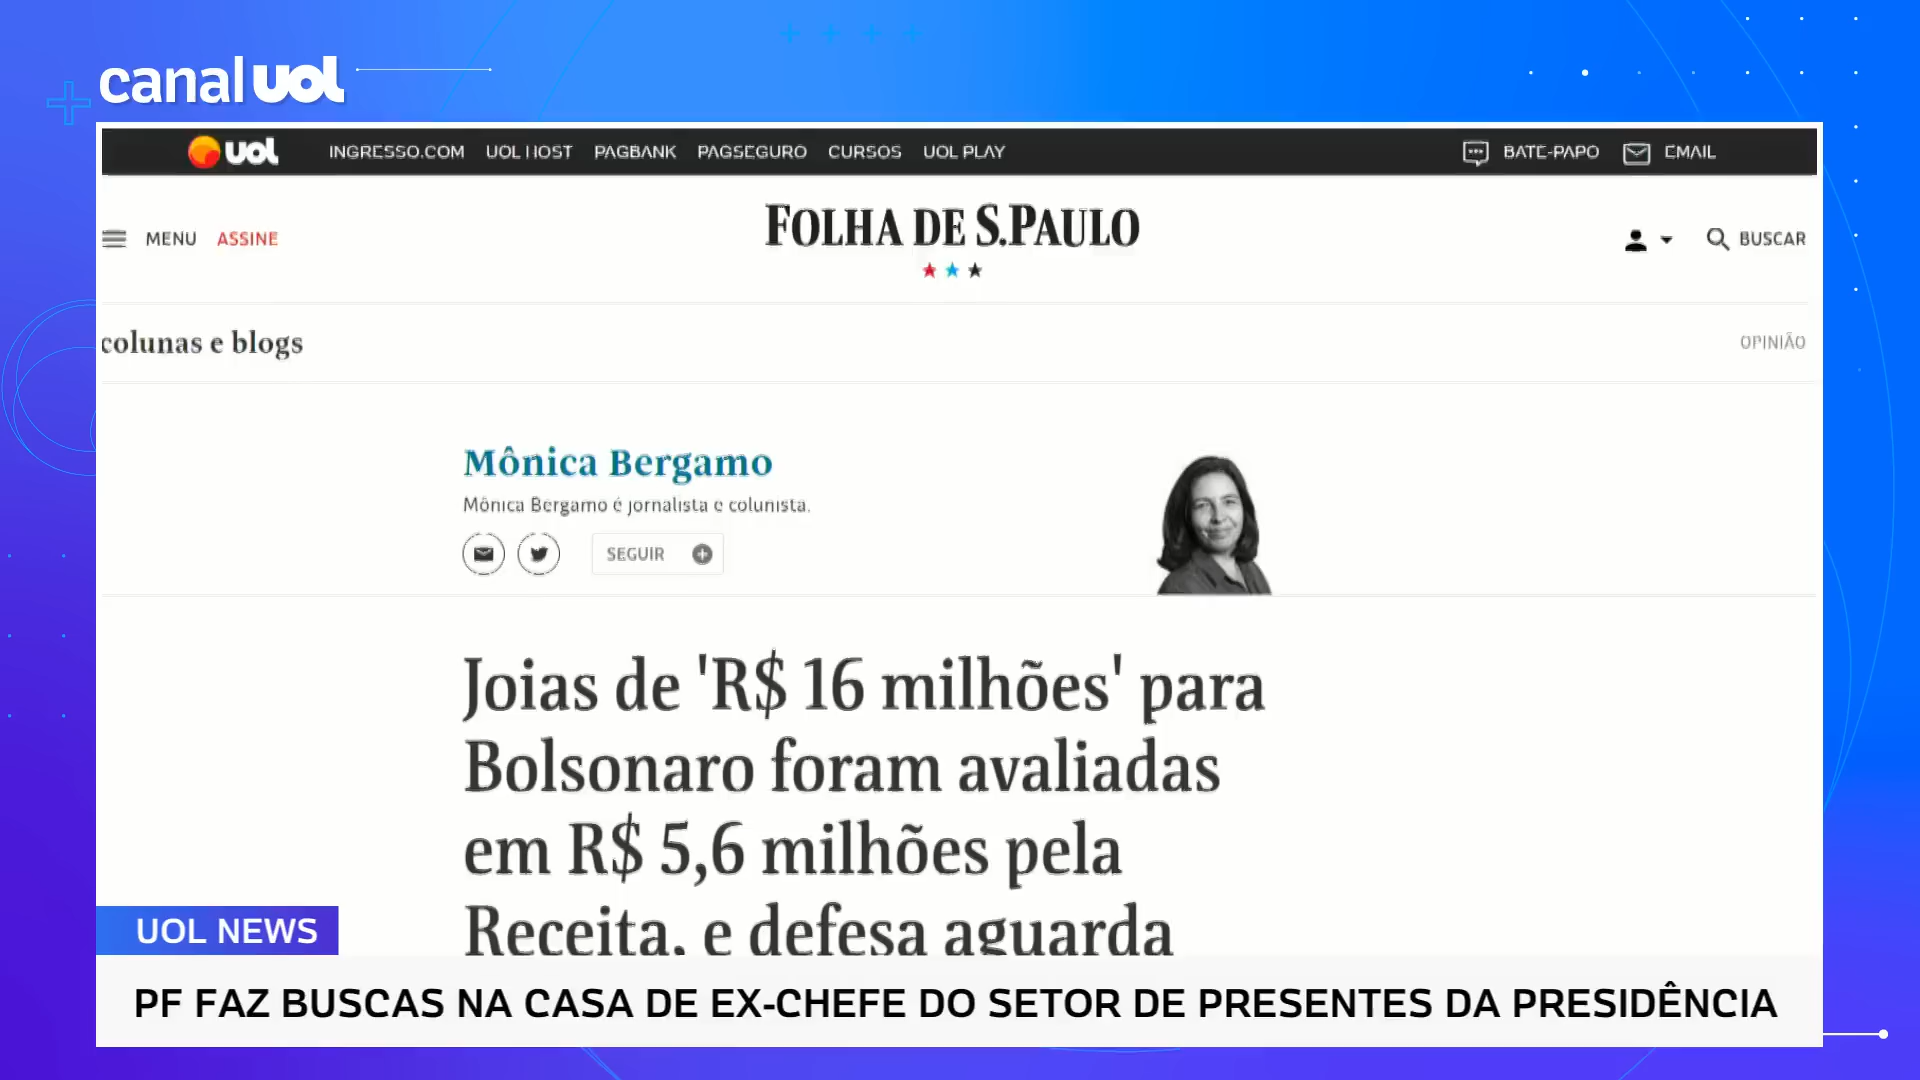 canal uol
uol INGRESSO.COM UOL HOST PAGBANK PAGSEGURO CURSOS UOL PLAY BATE-PAPO EMAIL
MENU ASSINE FOLHA DE S.PAULO BUSCAR
colunas e blogs OPINIÃO
Mônica Bergamo
Mônica Bergamo é jornalista e colunista.
SEGUIR
Joias de 'R$ 16 milhões' para
Bolsonaro foram avaliadas
em R$ 5,6 milhões pela
Receita, e defesa aguarda
UOL NEWS
PF FAZ BUSCAS NA CASA DE EX-CHEFE DO SETOR DE PRESENTES DA PRESIDÊNCIA